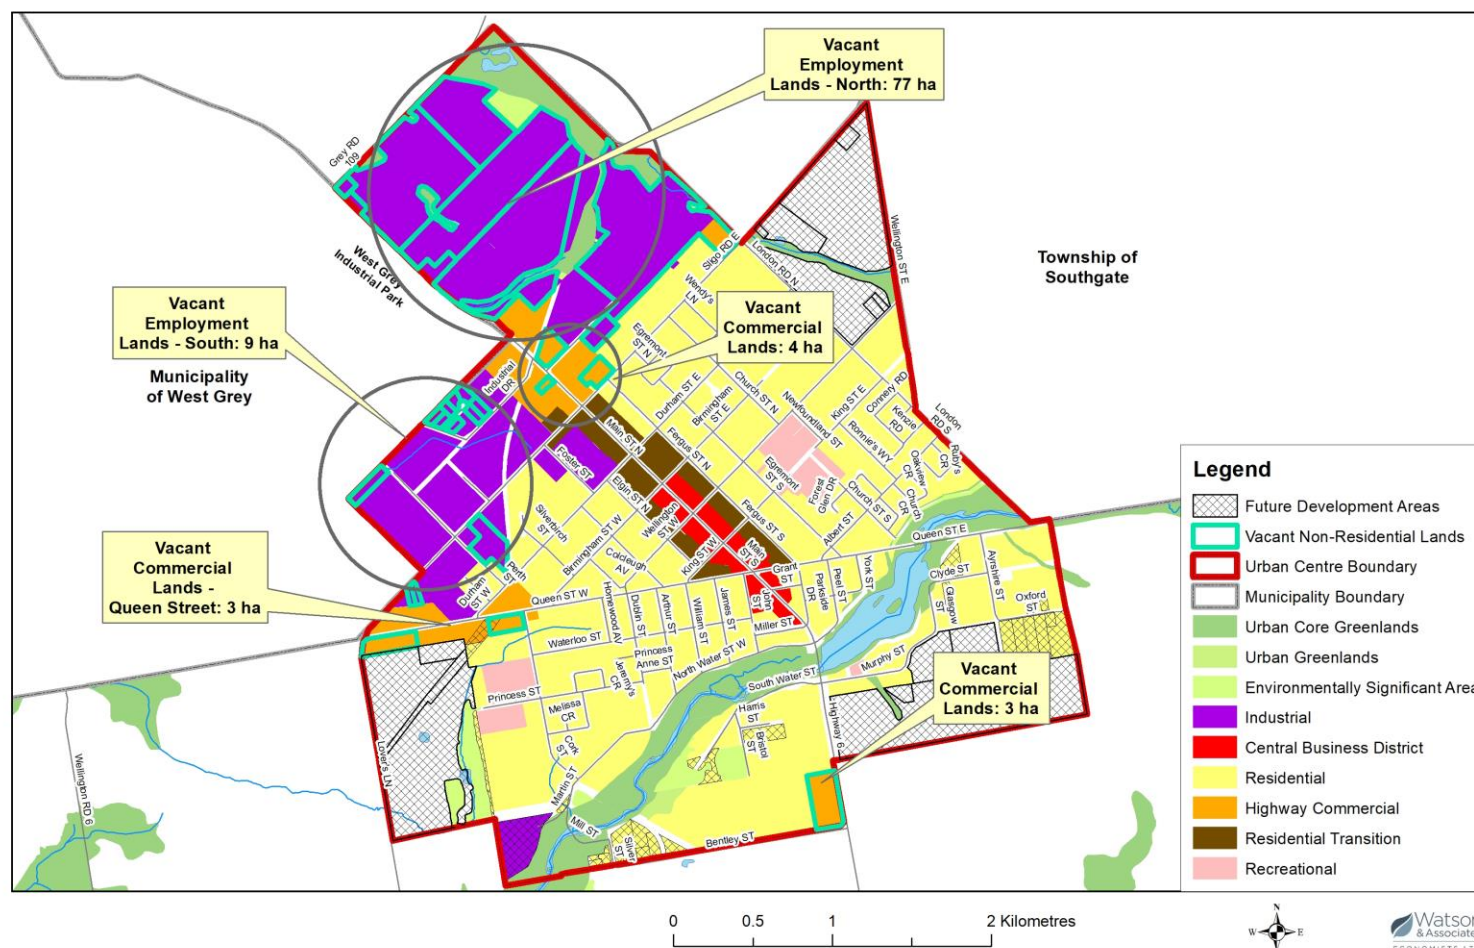 Vacant
Employment
Lands - North: 77 ha
Grey RD
109
West Grey
Industrial Park
Sligo RD E
London RD N
Wellington ST E
Township of
Southgate
Vacant
Employment
Lands - South: 9 ha
Municipality
of West Grey
Vacant
Commercial
Lands: 4 ha
Wendy's
LN
Egremont
ST N
Industrial
DR
Durham ST E
Birmingham
ST E
Church ST N
Newfoundland ST
King ST E
Connery RD
Kenzie
RD
London
RD S
Ruby's
CR
Ronnie's WY
Oakview
CR
Church
CR
Main ST N
Fergus ST N
Foster ST
Elgin ST N
Egremont
ST S
Forest
Glen DR
Church ST S
Albert ST
Silverbirch
ST
Birmingham ST W
Wellington
ST W
Fergus ST S
Main
ST S
King ST W
Colcleugh
AV
Queen ST E
Vacant
Commercial
Lands -
Queen Street: 3 ha
Durham
ST W
Perth
ST
Queen ST W
Homewood AV
Dublin ST
Arthur ST
William ST
James ST
John
ST
Grant
ST
Parkside
DR
Peel ST
York ST
Clyde ST
Glasgow
ST
Ayrshire ST
Oxford ST
Miller ST
Waterloo ST
Princess
Anne ST
North Water ST W
South Water ST
Murphy ST
Jeremy's
CR
Princess ST
Melissa
CR
Cork
ST
Martin ST
Harris
ST
Bristol
ST
Highway 6
Vacant
Commercial
Lands: 3 ha
Lover's LN
Wellington RD 6
Mill ST
Silver
ST
Bentley ST
Legend
Future Development Areas
Vacant Non-Residential Lands
Urban Centre Boundary
Municipality Boundary
Urban Core Greenlands
Urban Greenlands
Environmentally Significant Area
Industrial
Central Business District
Residential
Highway Commercial
Residential Transition
Recreational
0 0.5 1 2 Kilometres
N
W E
S
Watson
& Associates